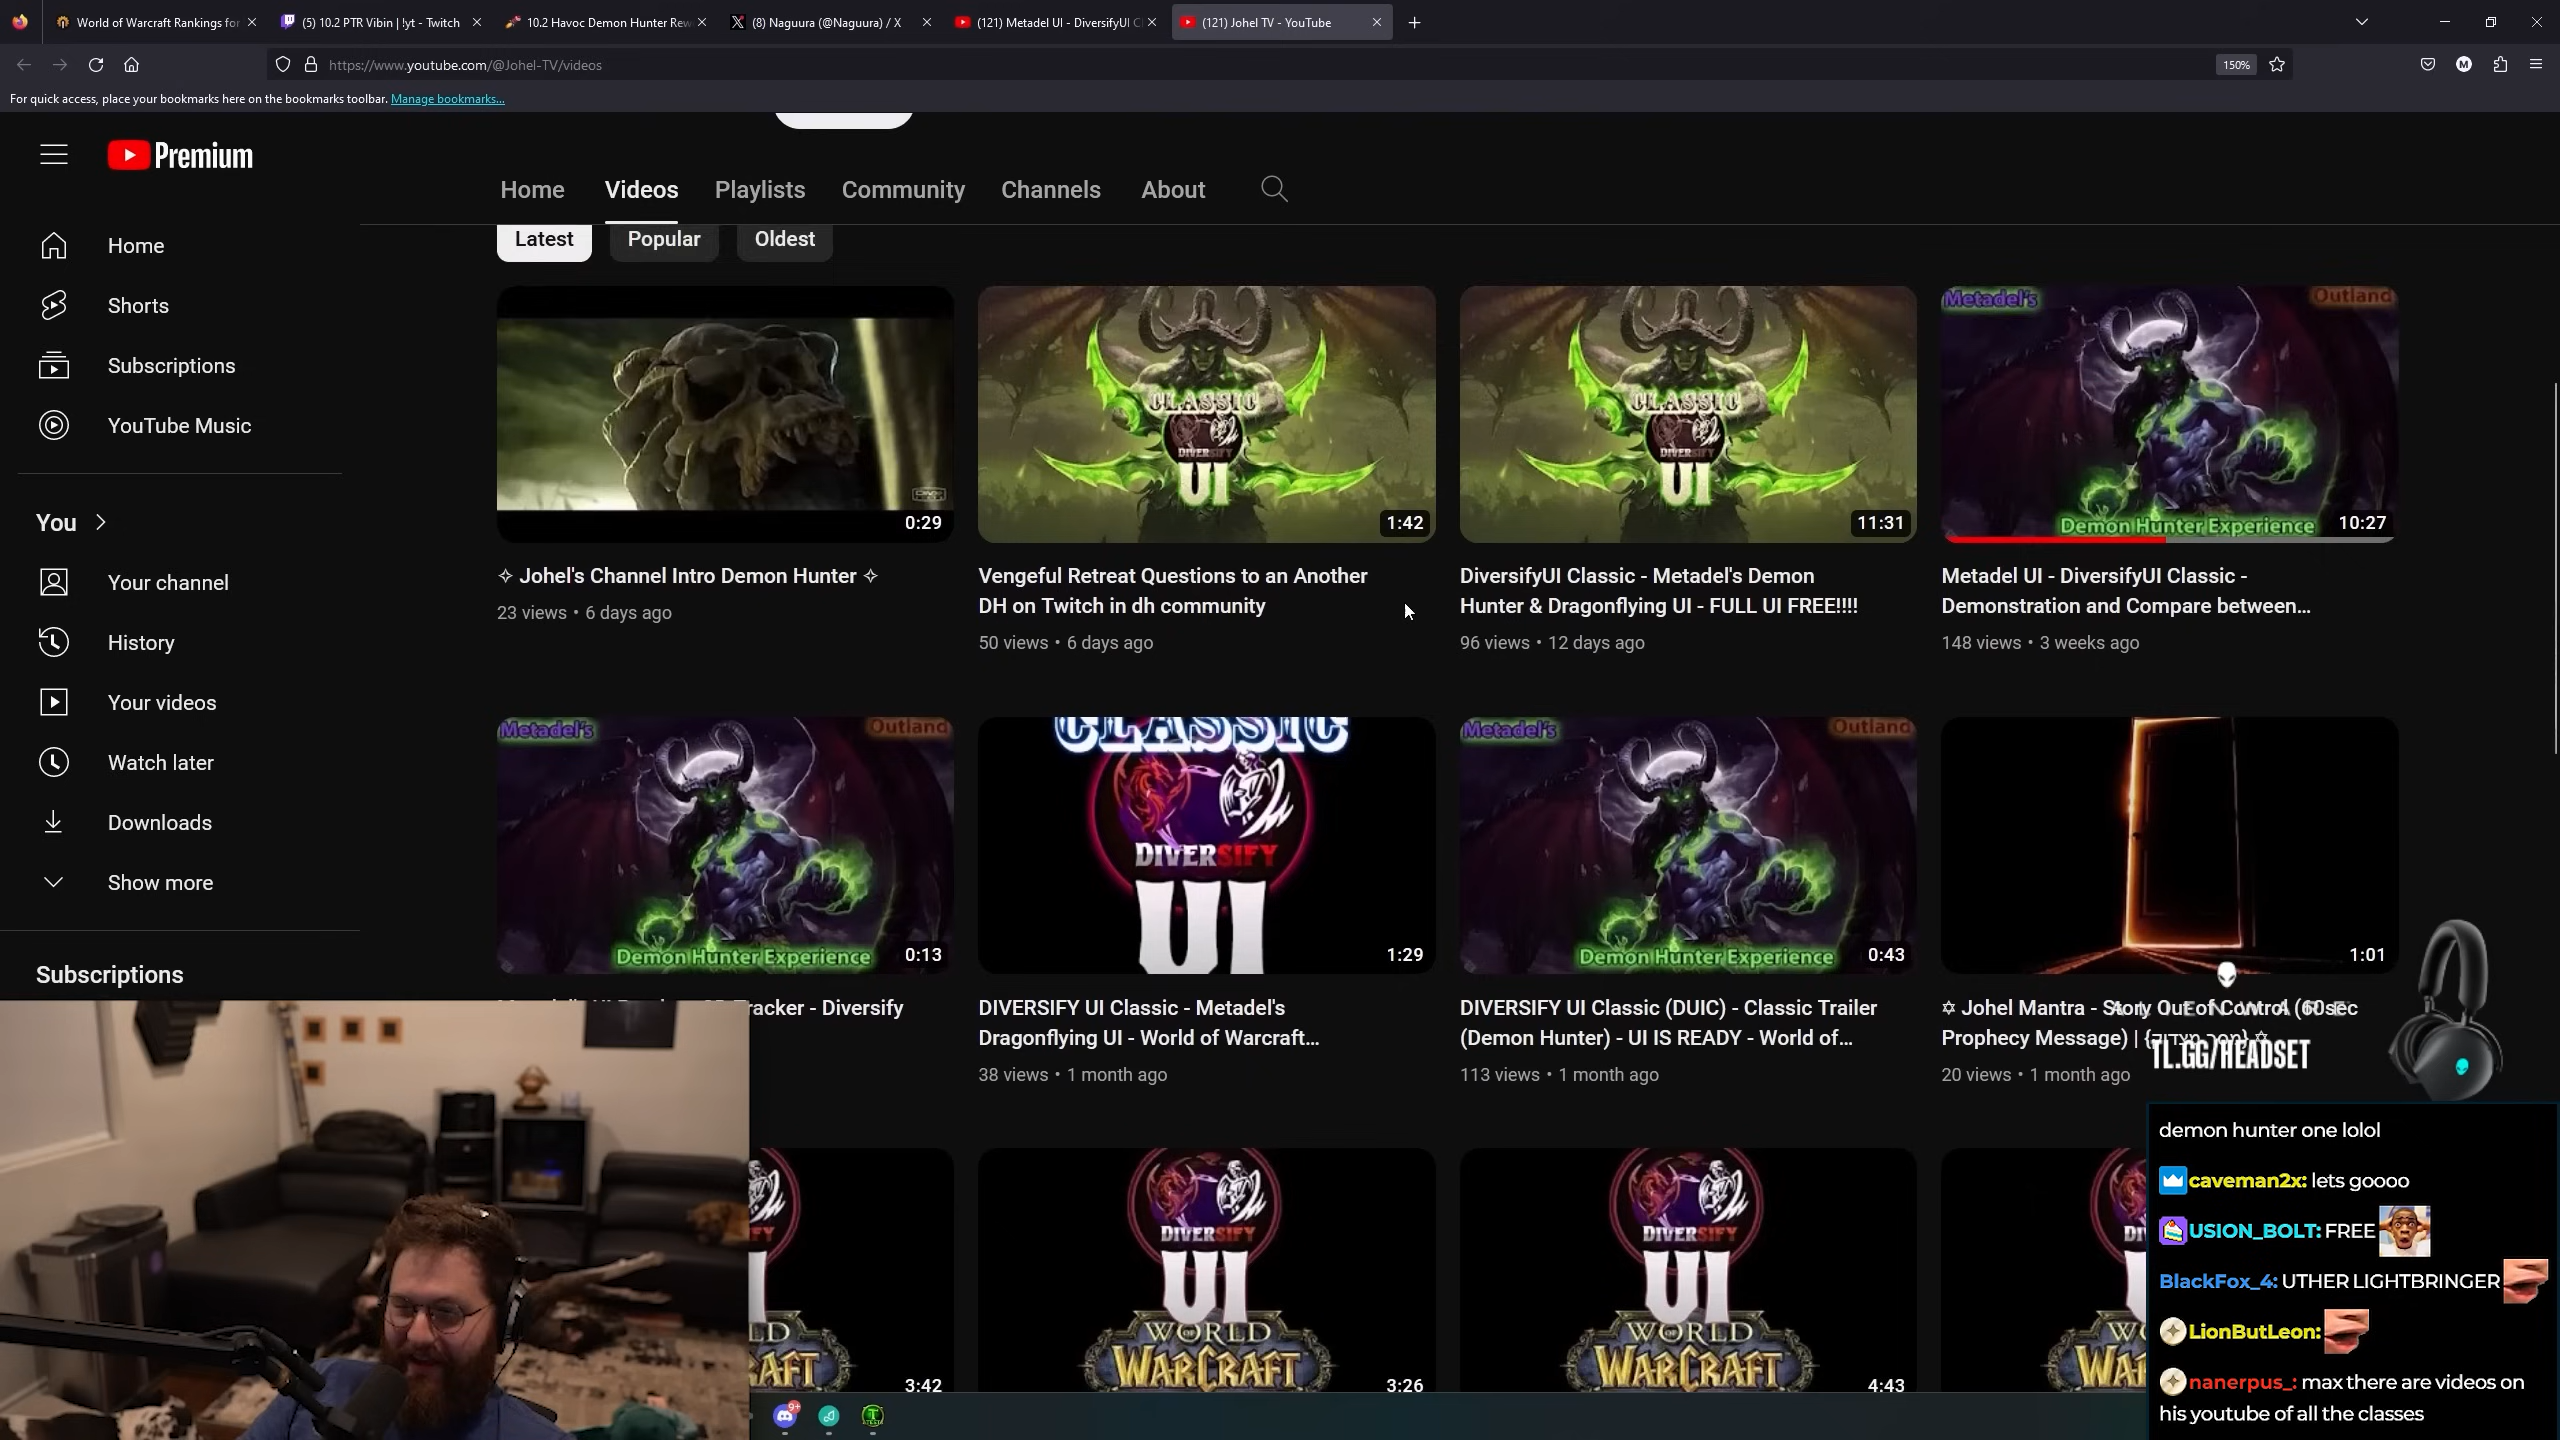 World of Warcraft Rankings for
(5) 10.2 PTR Vibin | !yt - Twitch
10.2 Havoc Demon Hunter Rew
(8) Naguura (@Naguura) / X
(121) Metadel UI - DiversifyUI C
(121) Johel TV - YouTube
https://www.youtube.com/@Johel-TV/videos
150%
For quick access, place your bookmarks here on the bookmarks toolbar. Manage bookmarks...
Premium
Home
Videos
Playlists
Community
Channels
About
Latest
Popular
Oldest
Home
Shorts
Subscriptions
YouTube Music
You
Your channel
History
Your videos
Watch later
Downloads
Show more
Subscriptions
0:29
✧ Johel's Channel Intro Demon Hunter ✧
23 views • 6 days ago
CLASSIC
DIVERSIFY
UI
1:42
Vengeful Retreat Questions to an Another
DH on Twitch in dh community
50 views • 6 days ago
CLASSIC
DIVERSIFY
UI
11:31
DiversifyUI Classic - Metadel's Demon
Hunter & Dragonflying UI - FULL UI FREE!!!!
96 views • 12 days ago
Metadel's
Outland
Demon Hunter Experience
10:27
Metadel UI - DiversifyUI Classic -
Demonstration and Compare between...
148 views • 3 weeks ago
Metadel's
Outland
Demon Hunter Experience
0:13
racker - Diversify
CLASSIC
DIVERSIFY
UI
1:29
DIVERSIFY UI Classic - Metadel's
Dragonflying UI - World of Warcraft...
38 views • 1 month ago
Metadel's
Outland
Demon Hunter Experience
0:43
DIVERSIFY UI Classic (DUIC) - Classic Trailer
(Demon Hunter) - UI IS READY - World of...
113 views • 1 month ago
1:01
✡ Johel Mantra - Story Out of Control (60sec
Prophecy Message) |
20 views • 1 month ago
ALIENWARE
TL.GG/HEADSET
3:42
DIVERSIFY
UI
WORLD
OF
WARCRAFT
3:26
DIVERSIFY
UI
WORLD
OF
WARCRAFT
4:43
demon hunter one lolol
caveman2x: lets goooo
USION_BOLT: FREE
BlackFox_4: UTHER LIGHTBRINGER
LionButLeon:
nanerpus_: max there are videos on
his youtube of all the classes
9+